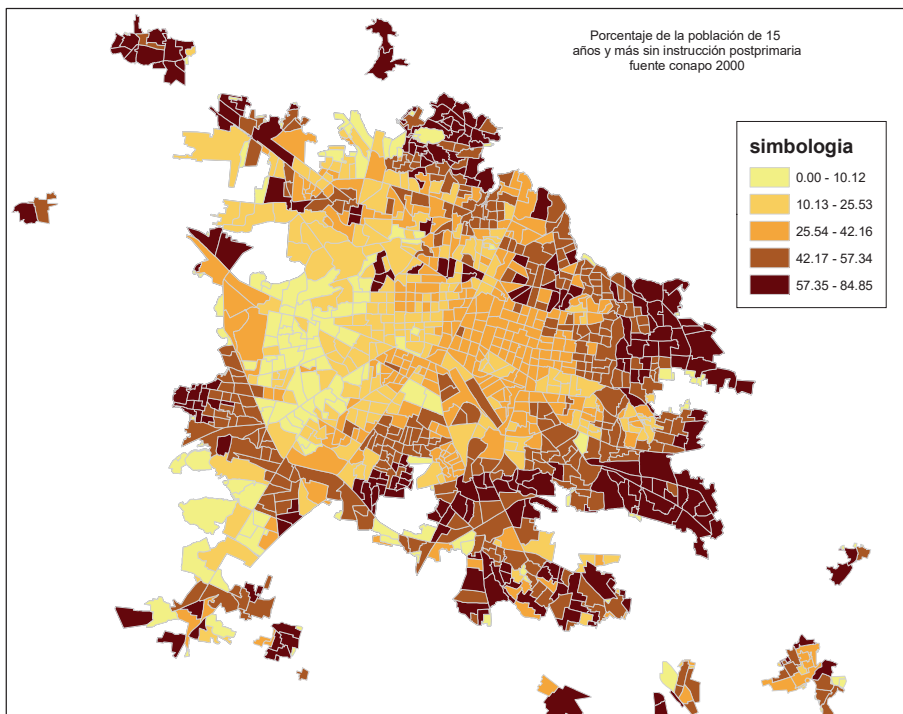 Porcentaje de la población de 15
años y más sin instrucción postprimaria
fuente conapo 2000
simbologia
0.00 - 10.12
10.13 - 25.53
25.54 - 42.16
42.17 - 57.34
57.35 - 84.85